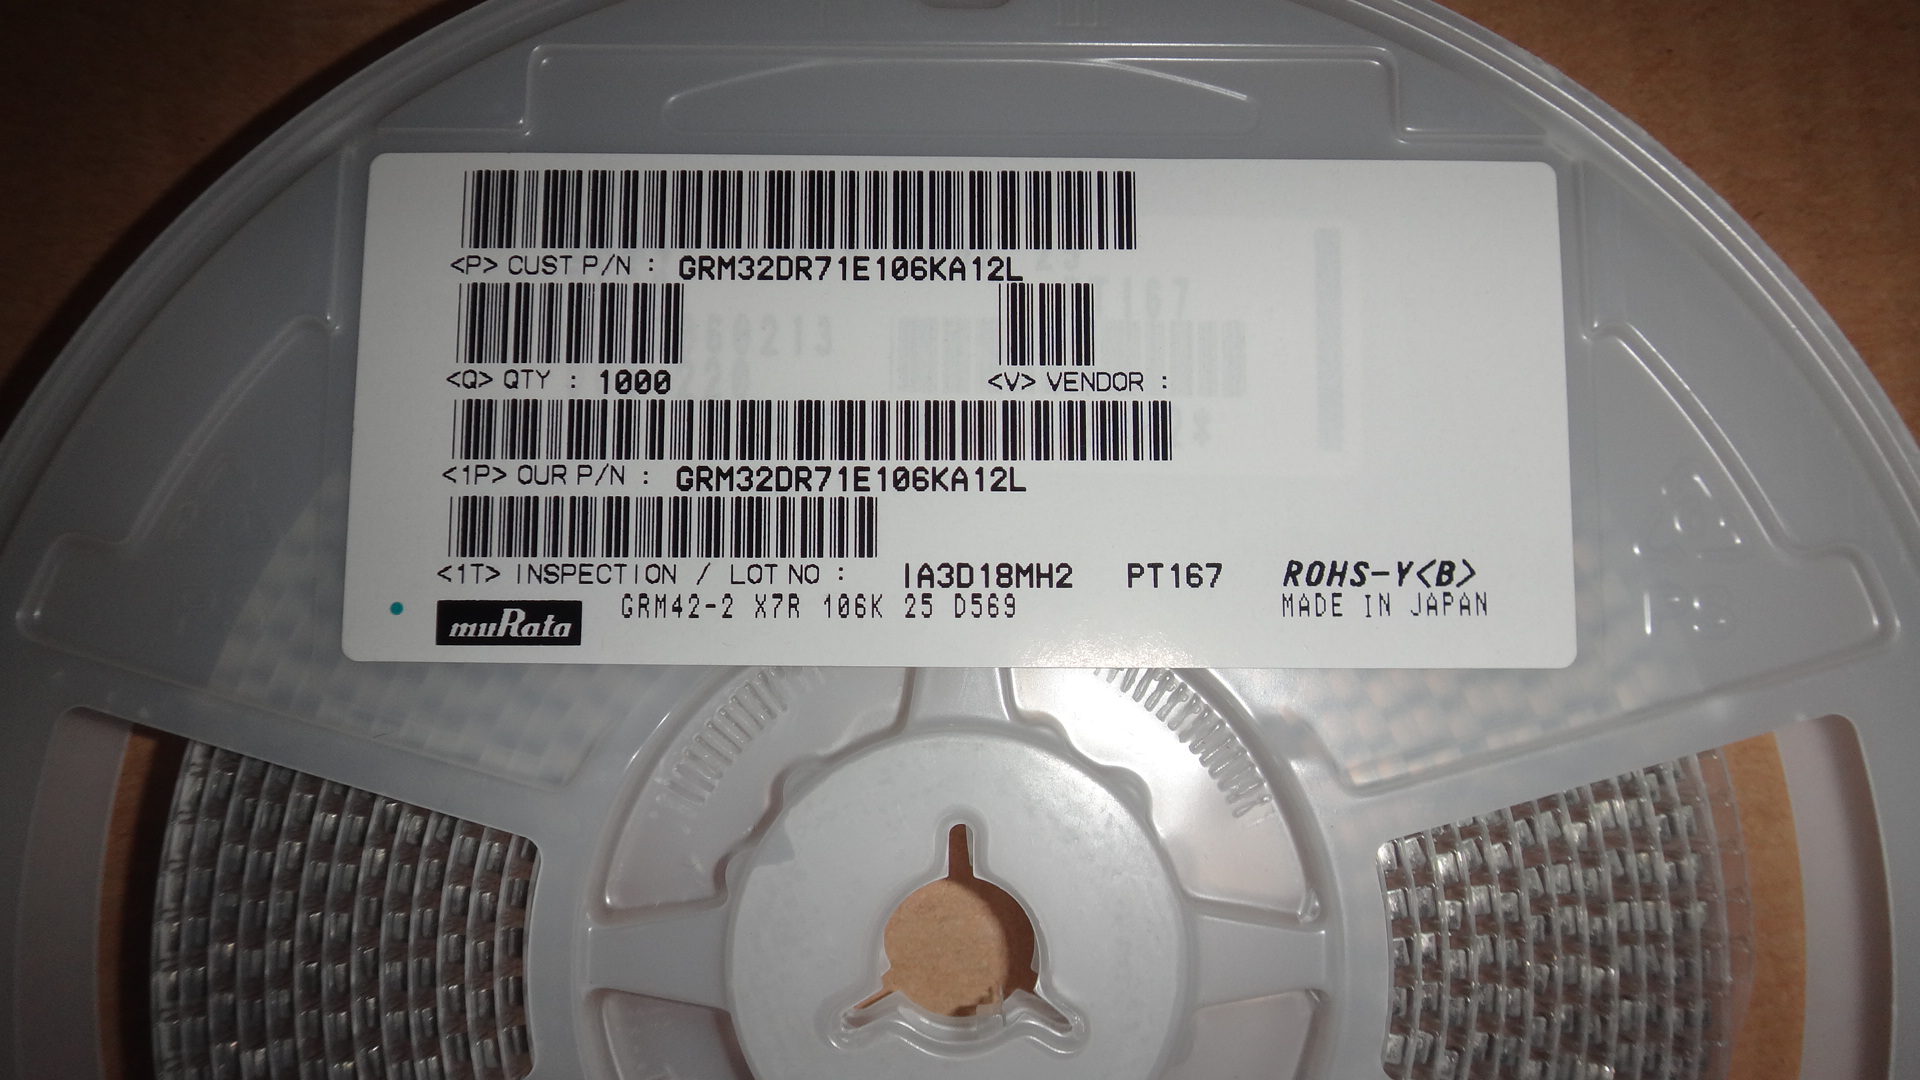 <P> CUST P/N : GRM32DR71E106KA12L
<Q> QTY : 1000 <V> VENDOR :
<1P> OUR P/N : GRM32DR71E106KA12L
<1T> INSPECTION / LOT NO : IA3D18MH2 PT167 ROHS-Y<B>
muRata GRM42-2 X7R 106K 25 D569 MADE IN JAPAN